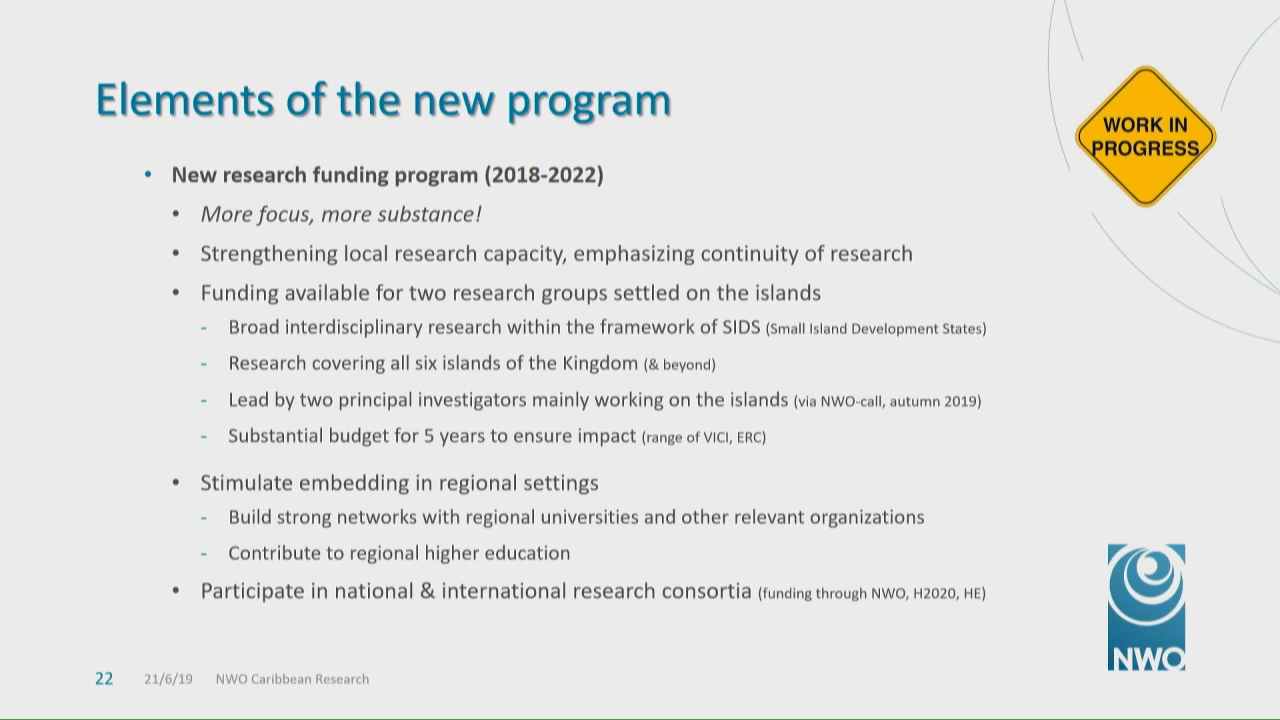 Elements of the new program
WORK IN
PROGRESS
• New research funding program (2018-2022)
• More focus, more substance!
• Strengthening local research capacity, emphasizing continuity of research
• Funding available for two research groups settled on the islands
- Broad interdisciplinary research within the framework of SIDS (Small Island Development States)
- Research covering all six islands of the Kingdom (& beyond)
- Lead by two principal investigators mainly working on the islands (via NWO-call, autumn 2019)
- Substantial budget for 5 years to ensure impact (range of VICI, ERC)
• Stimulate embedding in regional settings
- Build strong networks with regional universities and other relevant organizations
- Contribute to regional higher education
• Participate in national & international research consortia (funding through NWO, H2020, HE)
NWO
22 21/6/19 NWO Caribbean Research